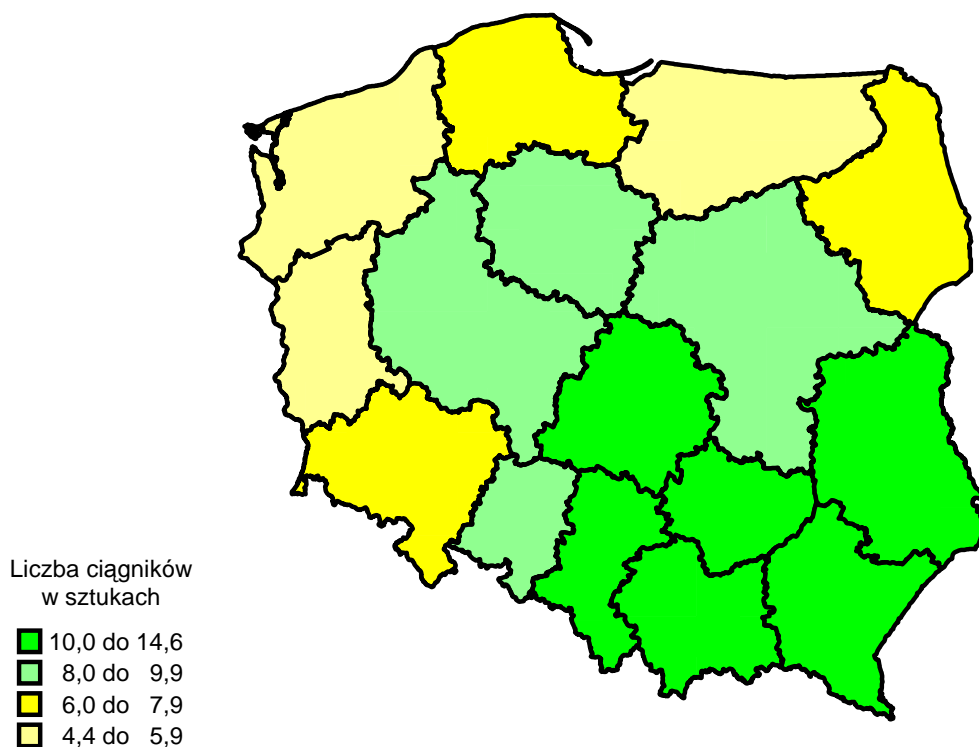 Liczba ciągników
w sztukach
10,0 do 14,6
8,0 do 9,9
6,0 do 7,9
4,4 do 5,9